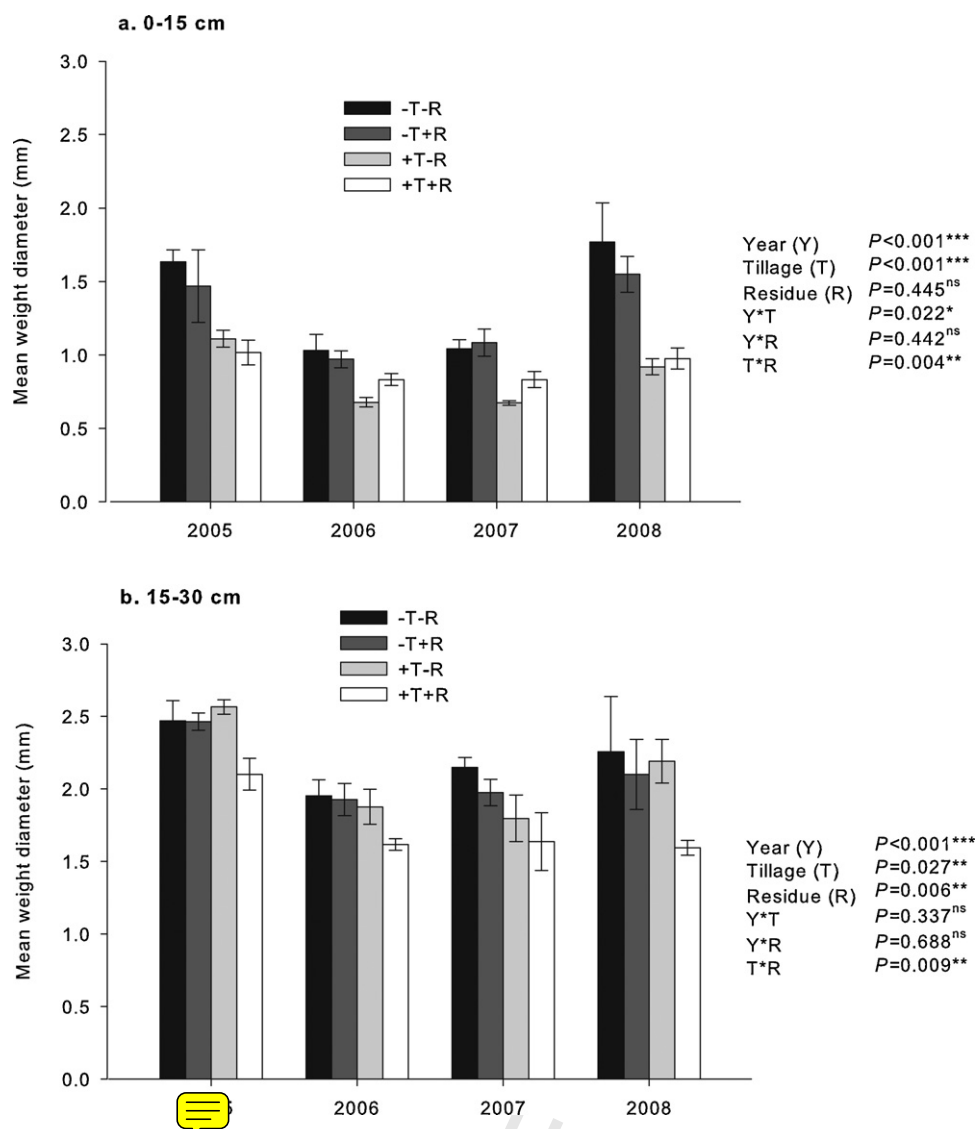 a. 0-15 cm
3.0
2.5
2.0
1.5
1.0
0.5
0.0
Mean weight diameter (mm)
-T-R
-T+R
+T-R
+T+R
Year (Y) P<0.001***
Tillage (T) P<0.001***
Residue (R) P=0.445ns
Y*T P=0.022*
Y*R P=0.442ns
T*R P=0.004**
2005 2006 2007 2008
b. 15-30 cm
3.0
2.5
2.0
1.5
1.0
0.5
0.0
Mean weight diameter (mm)
-T-R
-T+R
+T-R
+T+R
Year (Y) P<0.001***
Tillage (T) P=0.027**
Residue (R) P=0.006**
Y*T P=0.337ns
Y*R P=0.688ns
T*R P=0.009**
2006 2007 2008